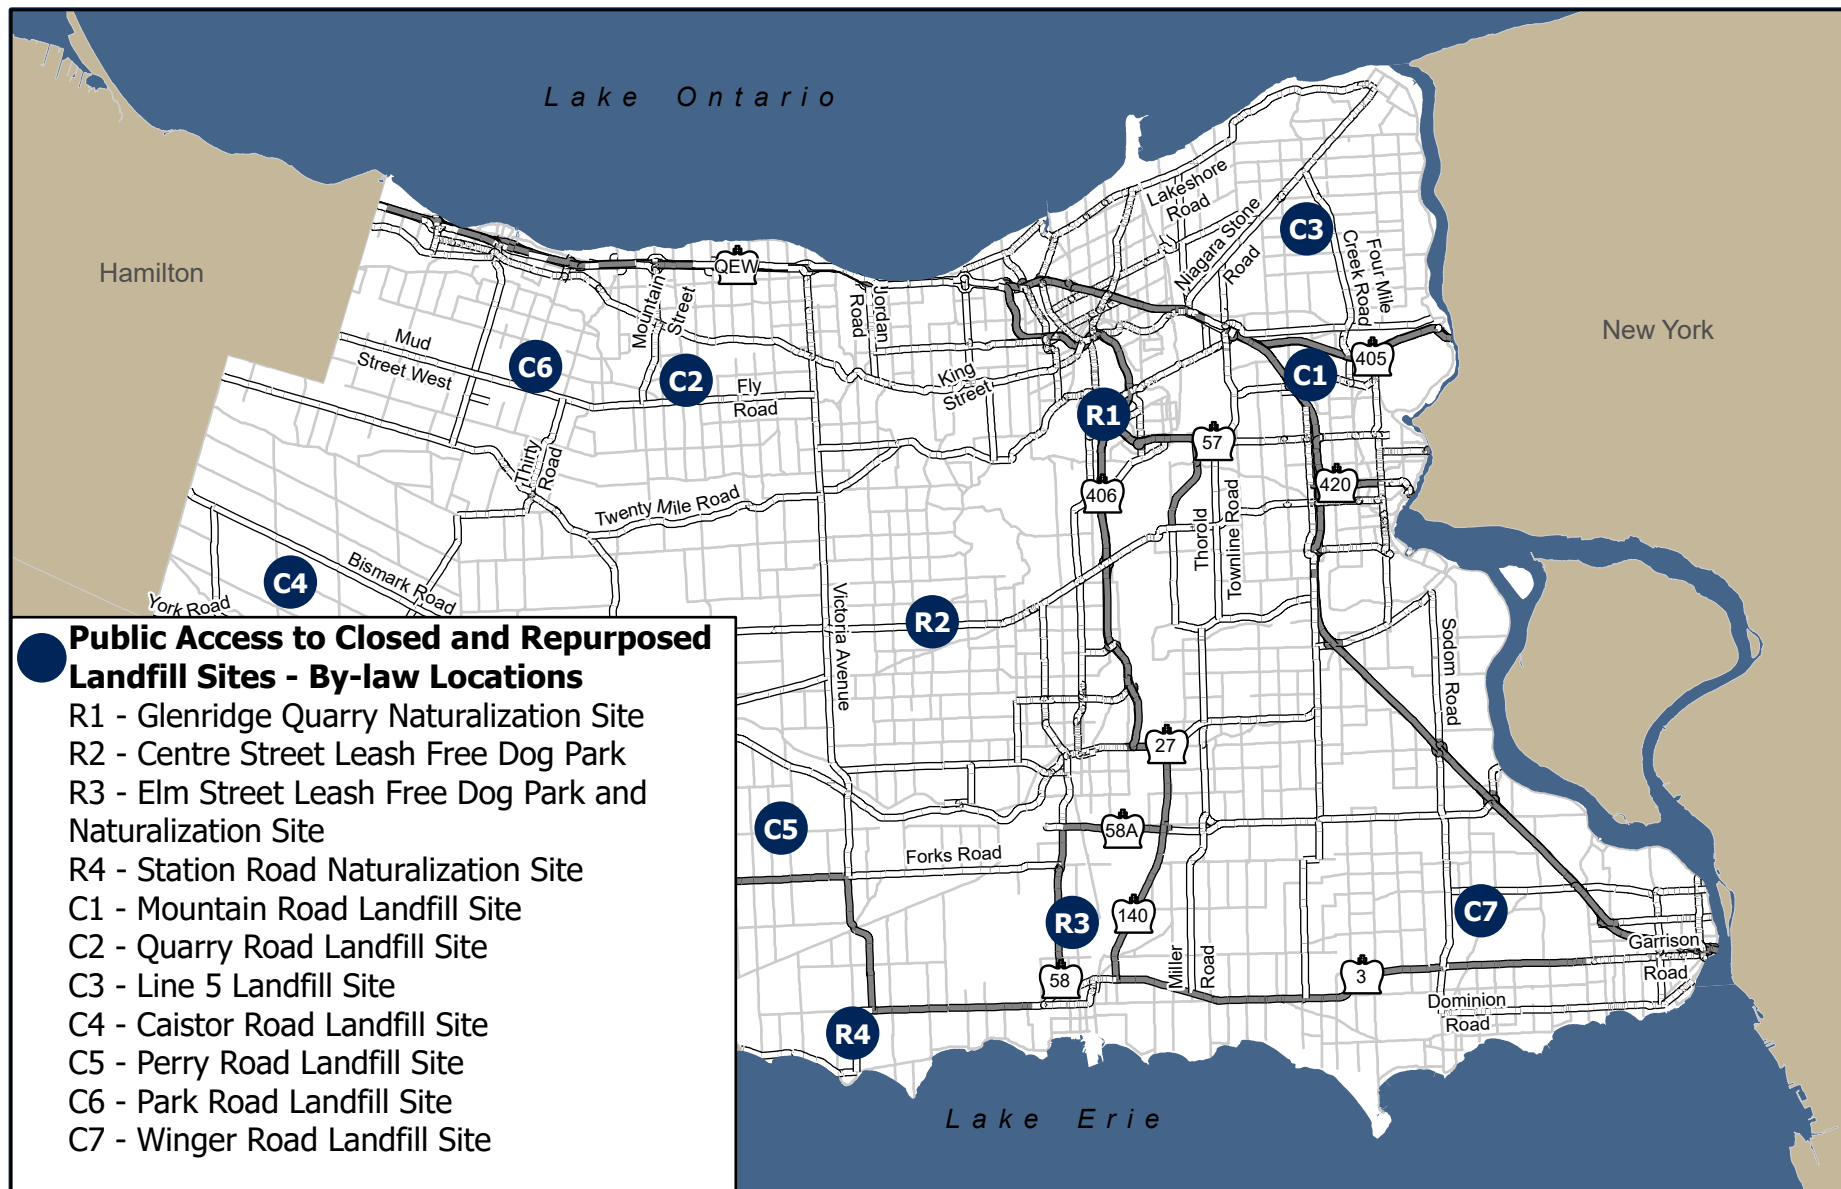 Lake Ontario
Hamilton
New York
Lakeshore
Road
Niagara Stone
Road
C3
Four Mile
Creek Road
QEW
Mountain
Street
Jordan
Road
Mud
Street West
C6
C2
Fly
Road
King
Street
405
C1
R1
57
406
420
Thirty
Road
Twenty Mile Road
Thorold
Townline Road
C4
Bismark Road
York Road
R2
Victoria Avenue
Sodom Road
27
C5
58A
Forks Road
C7
R3
140
Garrison
Road
Miller
Road
58
3
Dominion
Road
R4
Lake Erie
Public Access to Closed and Repurposed
Landfill Sites - By-law Locations
R1 - Glenridge Quarry Naturalization Site
R2 - Centre Street Leash Free Dog Park
R3 - Elm Street Leash Free Dog Park and
Naturalization Site
R4 - Station Road Naturalization Site
C1 - Mountain Road Landfill Site
C2 - Quarry Road Landfill Site
C3 - Line 5 Landfill Site
C4 - Caistor Road Landfill Site
C5 - Perry Road Landfill Site
C6 - Park Road Landfill Site
C7 - Winger Road Landfill Site